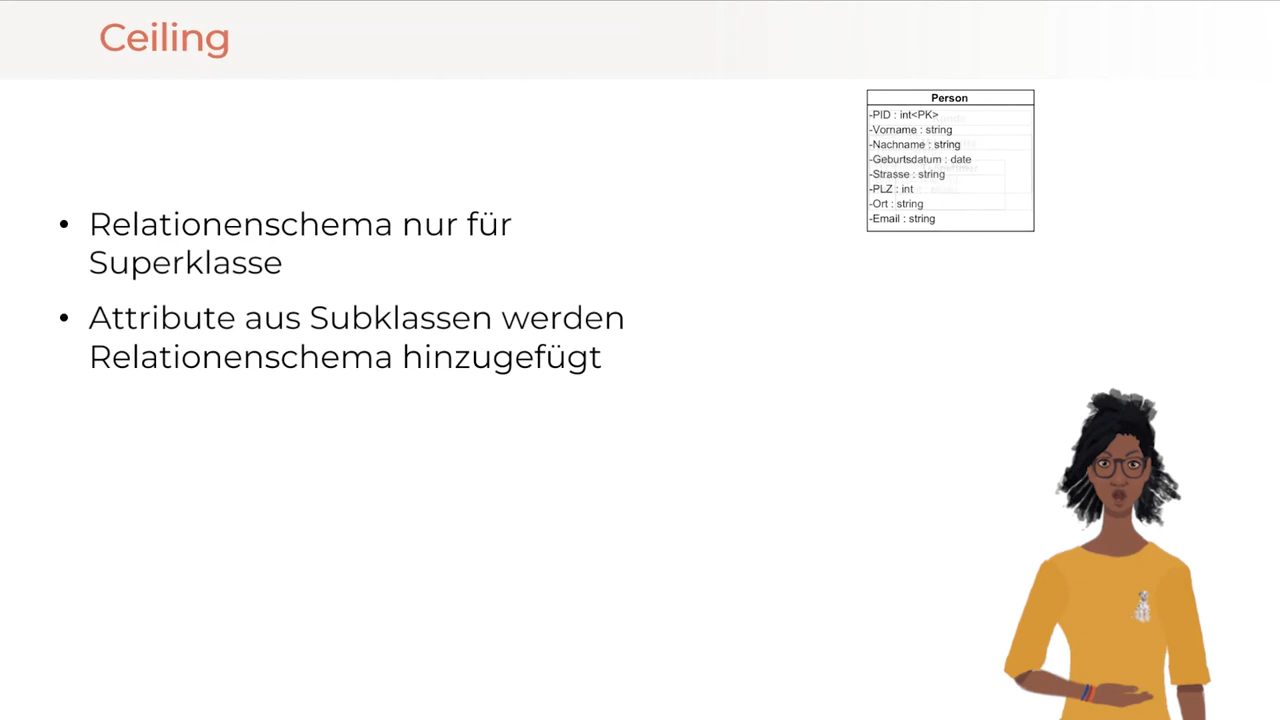 Ceiling
Person
-PID : int<PK>
-Vorname : string
-Nachname : string
-Geburtsdatum : date
-Strasse : string
-PLZ : int
-Ort : string
-Email : string
• Relationenschema nur für
Superklasse
• Attribute aus Subklassen werden
Relationenschema hinzugefügt